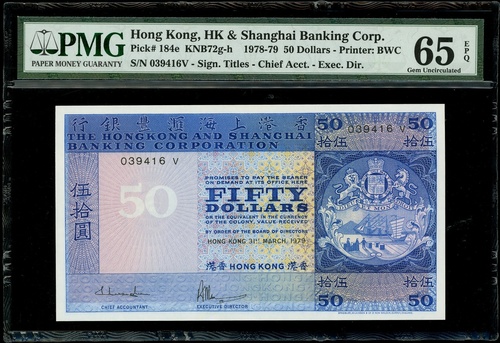 PMG
PAPER MONEY GUARANTY
Hong Kong, HK & Shanghai Banking Corp.
Pick# 184e KNB72g-h 1978-79 50 Dollars - Printer: BWC
S/N 039416V - Sign. Titles - Chief Acct. - Exec. Dir.
65 EPQ
Gem Uncirculated
行銀豐滙海上港香
THE HONGKONG AND SHANGHAI
BANKING CORPORATION
039416 V
50
伍拾圓
PROMISES TO PAY THE BEARER
ON DEMAND AT ITS OFFICE HERE
FIFTY
DOLLARS
OR THE EQUIVALENT IN THE CURRENCY
OF THE COLONY, VALUE RECEIVED
BY ORDER OF THE BOARD OF DIRECTORS
HONG KONG 31ST MARCH, 1979
港香 HONG KONG 港香
CHIEF ACCOUNTANT
EXECUTIVE DIRECTOR
50 50
拾伍 拾伍
039416 V
拾伍 拾伍
50 50